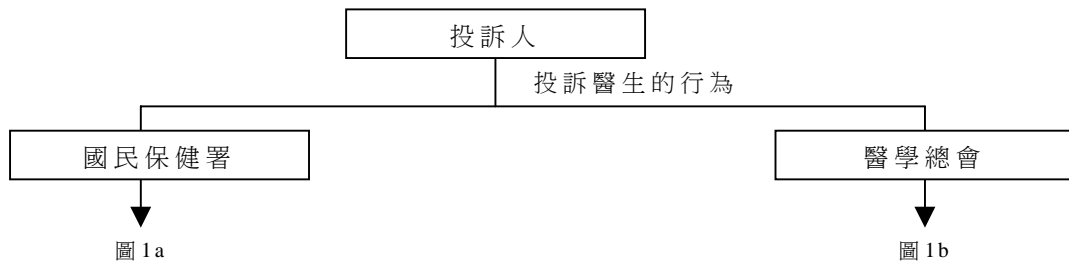 投訴人
投訴醫生的行為
國民保健署
醫學總會
圖1a
圖1b